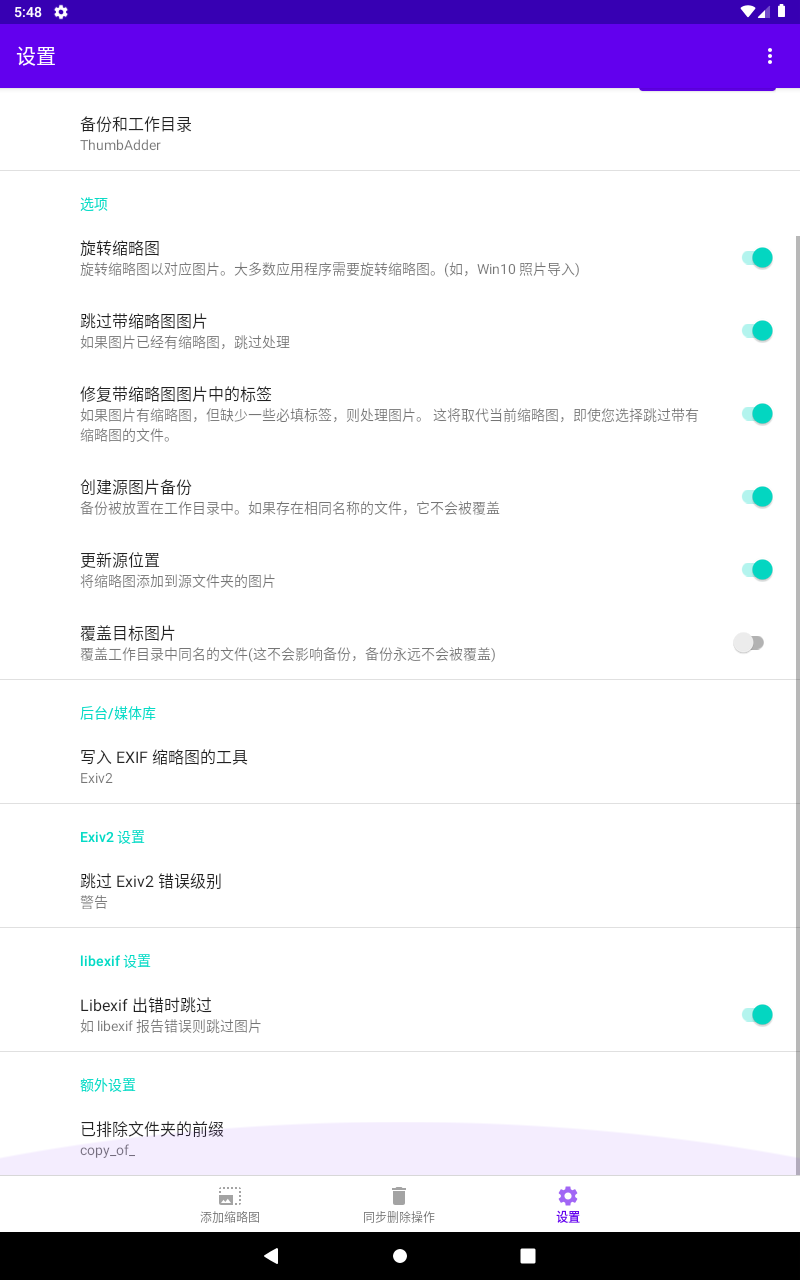 5:48
设置
备份和工作目录
ThumbAdder
选项
旋转缩略图
旋转缩略图以对应图片。大多数应用程序需要旋转缩略图。(如，Win10 照片导入)
跳过带缩略图图片
如果图片已经有缩略图，跳过处理
修复带缩略图图片中的标签
如果图片有缩略图，但缺少一些必填标签，则处理图片。 这将取代当前缩略图，即使您选择跳过带有
缩略图的文件。
创建源图片备份
备份被放置在工作目录中。如果存在相同名称的文件，它不会被覆盖
更新源位置
将缩略图添加到源文件夹的图片
覆盖目标图片
覆盖工作目录中同名的文件(这不会影响备份，备份永远不会被覆盖)
后台/媒体库
写入 EXIF 缩略图的工具
Exiv2
Exiv2 设置
跳过 Exiv2 错误级别
警告
libexif 设置
Libexif 出错时跳过
如 libexif 报告错误则跳过图片
额外设置
已排除文件夹的前缀
copy_of_
添加缩略图
同步删除操作
设置